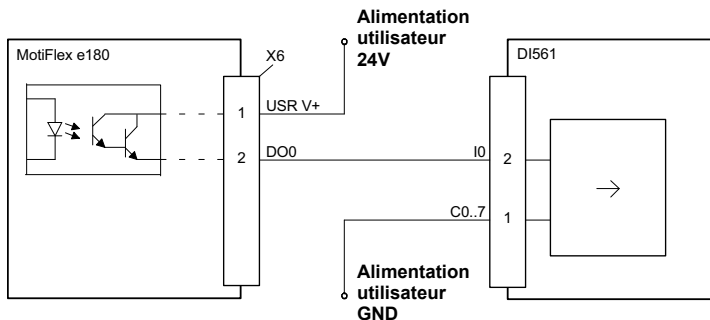 Alimentation
utilisateur
24V
MotiFlex e180
X6
DI561
1
USR V+
2
DO0
I0
2
C0..7
1
Alimentation
utilisateur
GND